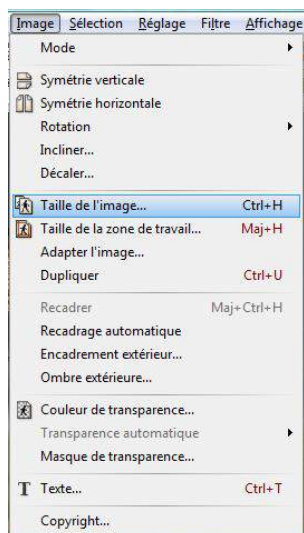 Image Sélection Réglage Filtre Affichage
Mode
Symétrie verticale
Symétrie horizontale
Rotation
Incliner...
Décaler...
Taille de l'image... Ctrl+H
Taille de la zone de travail... Maj+H
Adapter l'image...
Dupliquer Ctrl+U
Recadrer Maj+Ctrl+H
Recadrage automatique
Encadrement extérieur...
Ombre extérieure...
Couleur de transparence...
Transparence automatique
Masque de transparence...
T Texte... Ctrl+T
Copyright...